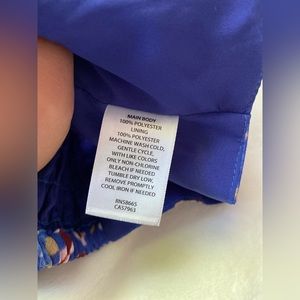 MAIN BODY
100% POLYESTER
LINING
100% POLYESTER
MACHINE WASH COLD,
GENTLE CYCLE,
WITH LIKE COLORS
ONLY NON-CHLORINE
BLEACH IF NEEDED
TUMBLE DRY LOW,
REMOVE PROMPTLY
COOL IRON IF NEEDED
RN58665
CA57963